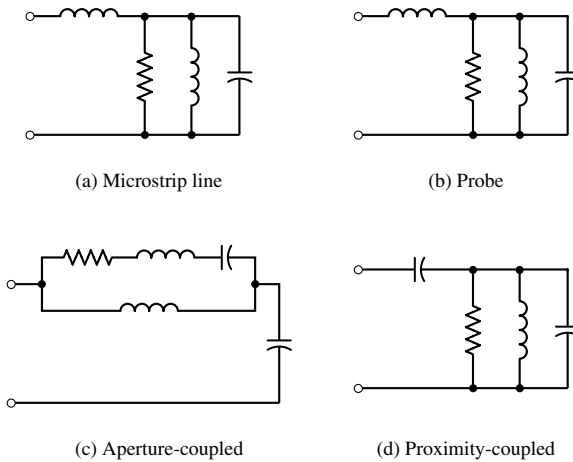 (a) Microstrip line
(b) Probe
(c) Aperture-coupled
(d) Proximity-coupled